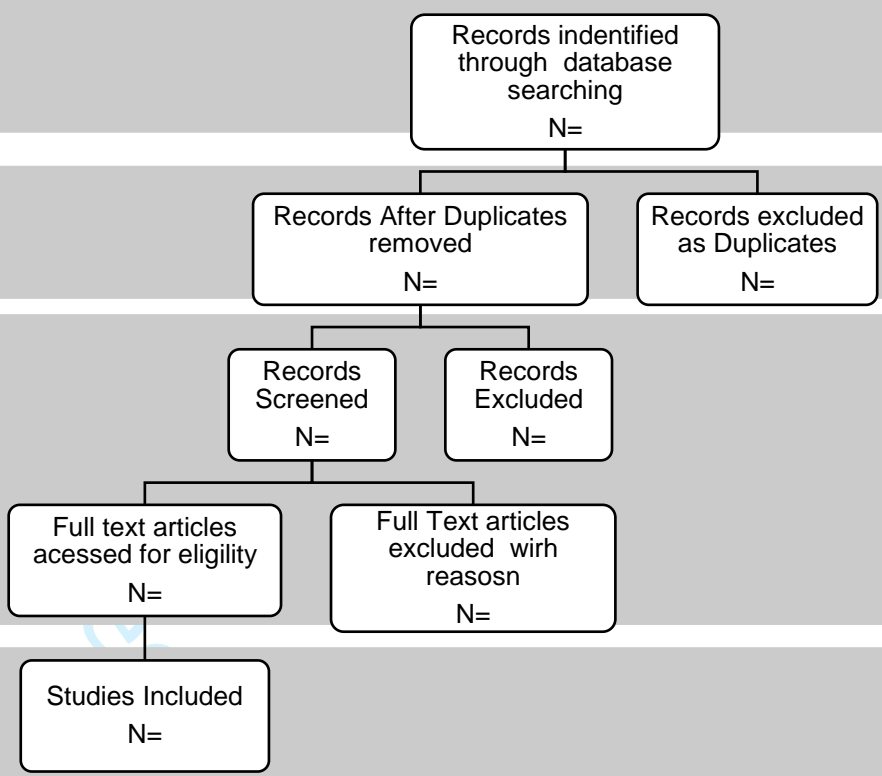 Records indentified
through database
searching
N=
Records After Duplicates
removed
N=
Records excluded
as Duplicates
N=
Records
Screened
N=
Records
Excluded
N=
Full text articles
acessed for eligility
N=
Full Text articles
excluded wirh
reasosn
N=
Studies Included
N=